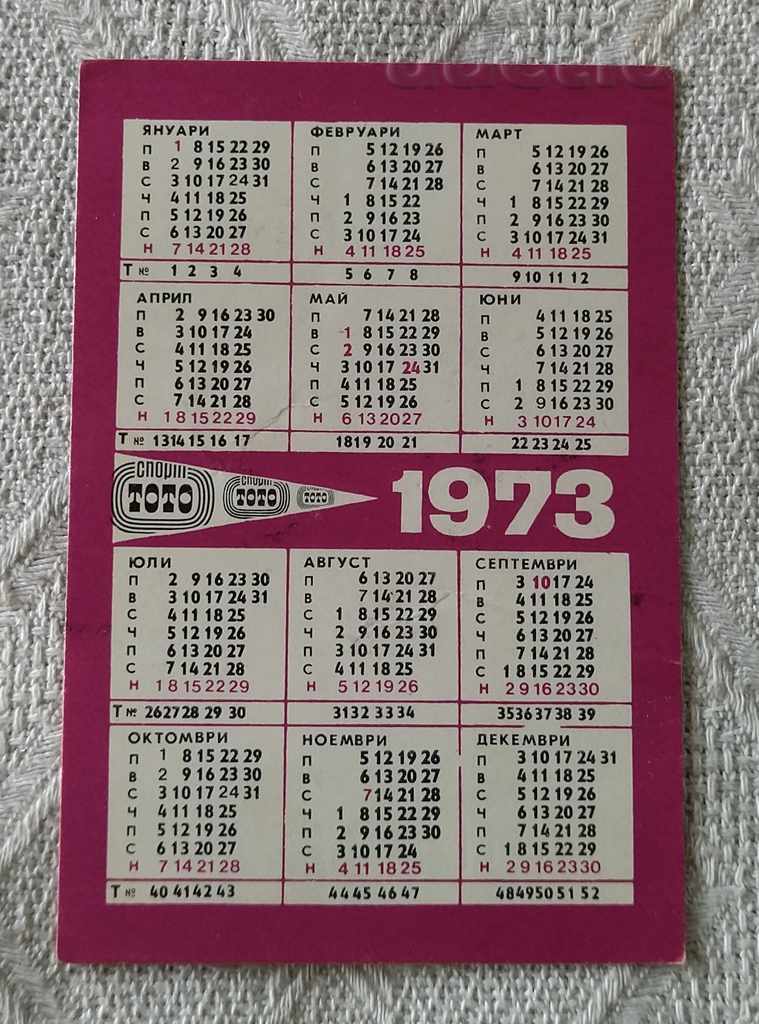 ЯНУАРИ
П 1 8 15 22 29
В 2 9 16 23 30
С 3 10 17 24 31
Ч 4 11 18 25
П 5 12 19 26
С 6 13 20 27
Н 7 14 21 28
ФЕВРУАРИ
П 5 12 19 26
В 6 13 20 27
С 7 14 21 28
Ч 1 8 15 22
П 2 9 16 23
С 3 10 17 24
Н 4 11 18 25
МАРТ
П 5 12 19 26
В 6 13 20 27
С 7 14 21 28
Ч 1 8 15 22 29
П 2 9 16 23 30
С 3 10 17 24 31
Н 4 11 18 25
Т № 1 2 3 4
5 6 7 8
9 10 11 12
АПРИЛ
П 2 9 16 23 30
В 3 10 17 24
С 4 11 18 25
Ч 5 12 19 26
П 6 13 20 27
С 7 14 21 28
Н 1 8 15 22 29
МАЙ
П 7 14 21 28
В 1 8 15 22 29
С 2 9 16 23 30
Ч 3 10 17 24 31
П 4 11 18 25
С 5 12 19 26
Н 6 13 20 27
ЮНИ
П 4 11 18 25
В 5 12 19 26
С 6 13 20 27
Ч 7 14 21 28
П 1 8 15 22 29
С 2 9 16 23 30
Н 3 10 17 24
Т № 13 14 15 16 17
18 19 20 21
22 23 24 25
СПОРТ ТОТО
СПОРТ ТОТО
СПОРТ ТОТО
1973
ЮЛИ
П 2 9 16 23 30
В 3 10 17 24 31
С 4 11 18 25
Ч 5 12 19 26
П 6 13 20 27
С 7 14 21 28
Н 1 8 15 22 29
АВГУСТ
П 6 13 20 27
В 7 14 21 28
С 1 8 15 22 29
Ч 2 9 16 23 30
П 3 10 17 24 31
С 4 11 18 25
Н 5 12 19 26
СЕПТЕМВРИ
П 3 10 17 24
В 4 11 18 25
С 5 12 19 26
Ч 6 13 20 27
П 7 14 21 28
С 1 8 15 22 29
Н 2 9 16 23 30
Т № 26 27 28 29 30
31 32 33 34
35 36 37 38 39
ОКТОМВРИ
П 1 8 15 22 29
В 2 9 16 23 30
С 3 10 17 24 31
Ч 4 11 18 25
П 5 12 19 26
С 6 13 20 27
Н 7 14 21 28
НОЕМВРИ
П 5 12 19 26
В 6 13 20 27
С 7 14 21 28
Ч 1 8 15 22 29
П 2 9 16 23 30
С 3 10 17 24
Н 4 11 18 25
ДЕКЕМВРИ
П 3 10 17 24 31
В 4 11 18 25
С 5 12 19 26
Ч 6 13 20 27
П 7 14 21 28
С 1 8 15 22 29
Н 2 9 16 23 30
Т № 40 41 42 43
44 45 46 47
48 49 50 51 52